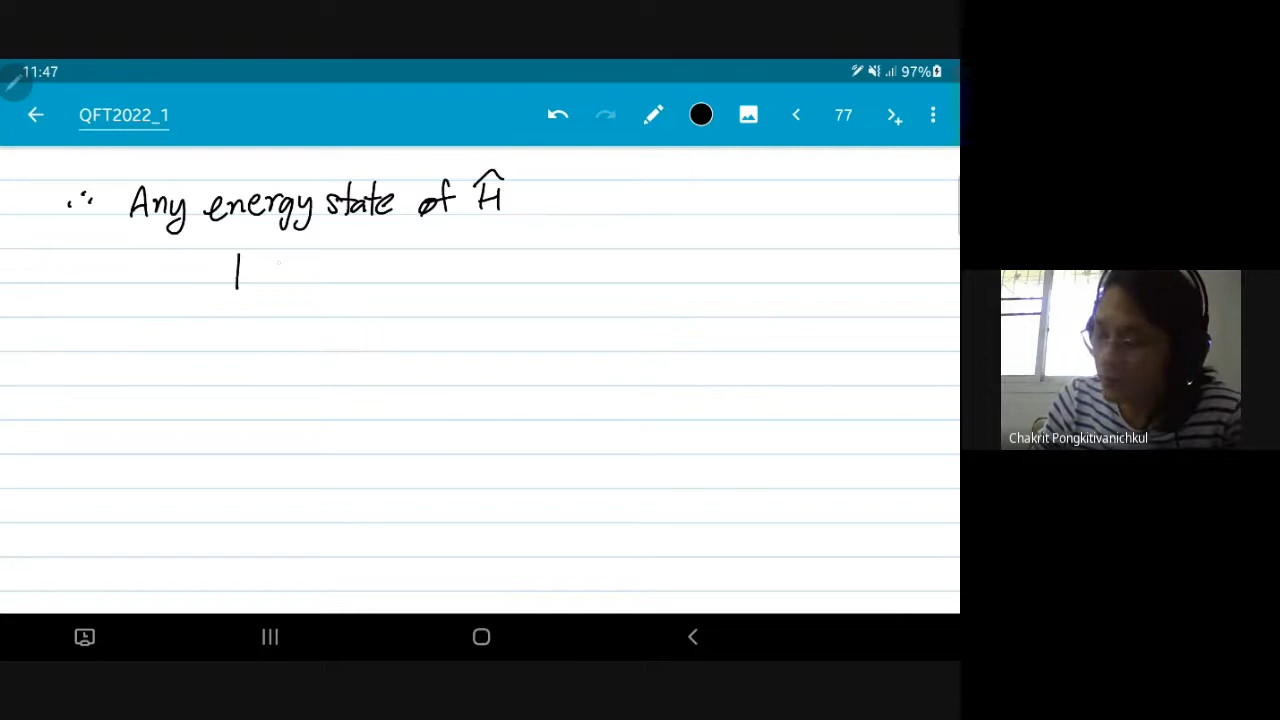 11:47
97%
QFT2022_1
77
∴ Any energy state of Ĥ
|
Chakrit Pongkitivanichkul